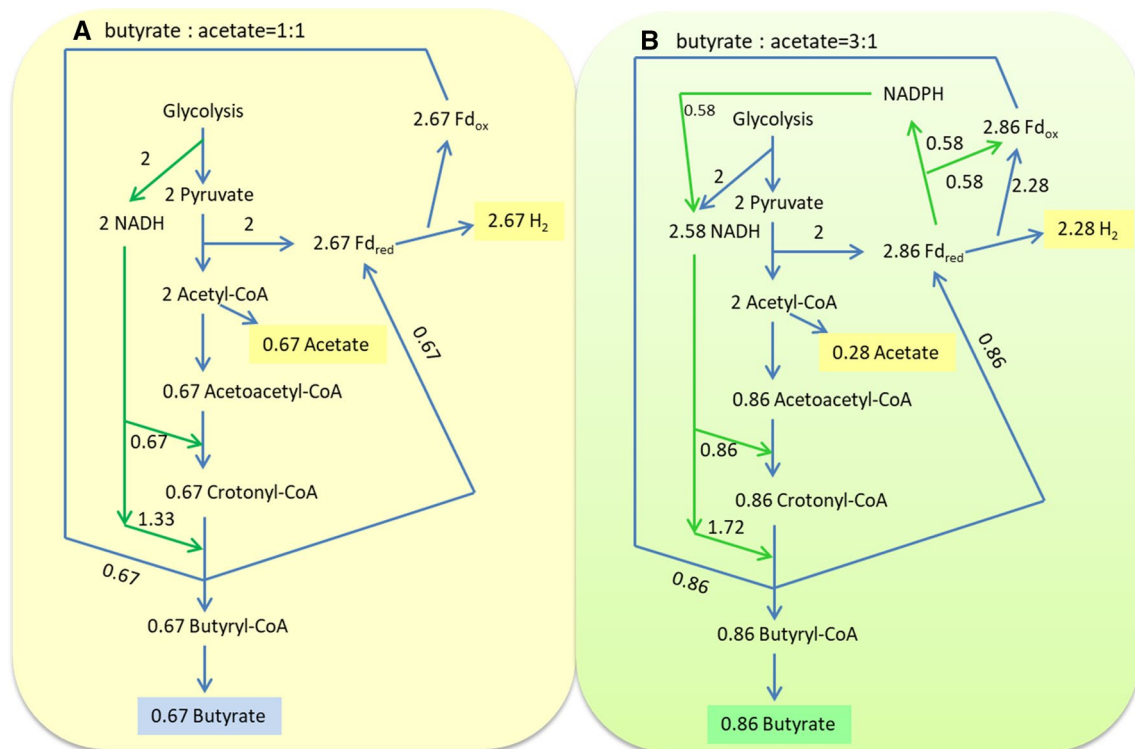 A butyrate : acetate=1:1
Glycolysis
2.67 Fdox
2
2 Pyruvate
2 NADH
2
2.67 H2
2.67 Fdred
2 Acetyl-CoA
0.67 Acetate
0.67
0.67 Acetoacetyl-CoA
0.67
0.67 Crotonyl-CoA
1.33
0.67
0.67 Butyryl-CoA
0.67 Butyrate
B butyrate : acetate=3:1
NADPH
0.58
Glycolysis
2.86 Fdox
0.58
0.58
2
2.28
2 Pyruvate
2.58 NADH
2
2.28 H2
2.86 Fdred
2 Acetyl-CoA
0.28 Acetate
0.86
0.86 Acetoacetyl-CoA
0.86
0.86 Crotonyl-CoA
1.72
0.86
0.86 Butyryl-CoA
0.86 Butyrate